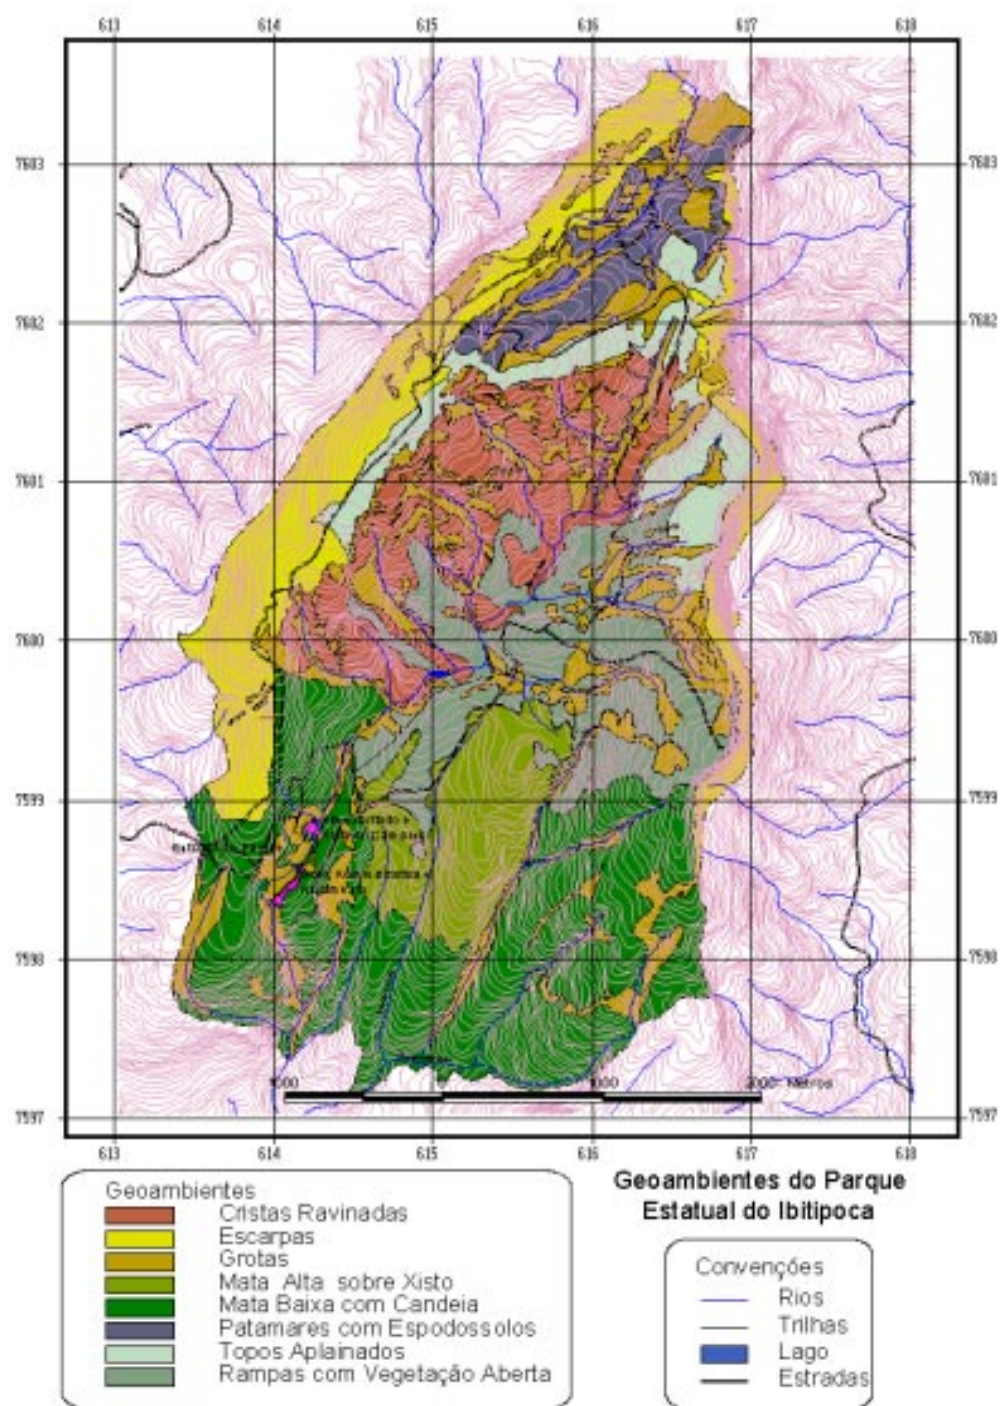 613 614 615 616 617 618
7603 7603
7602 7602
7601 7601
7600 7600
7599 7599
7598 7598
1000 0 1000 2000 Metros
7597 7597
613 614 615 616 617 618
Geoambientes
Cristas Ravinadas
Escarpas
Grotas
Mata Alta sobre Xisto
Mata Baixa com Candeia
Patamares com Espodossolos
Topos Aplainados
Rampas com Vegetação Aberta
Geoambientes do Parque
Estatual do Ibitipoca
Convenções
Rios
Trilhas
Lago
Estradas